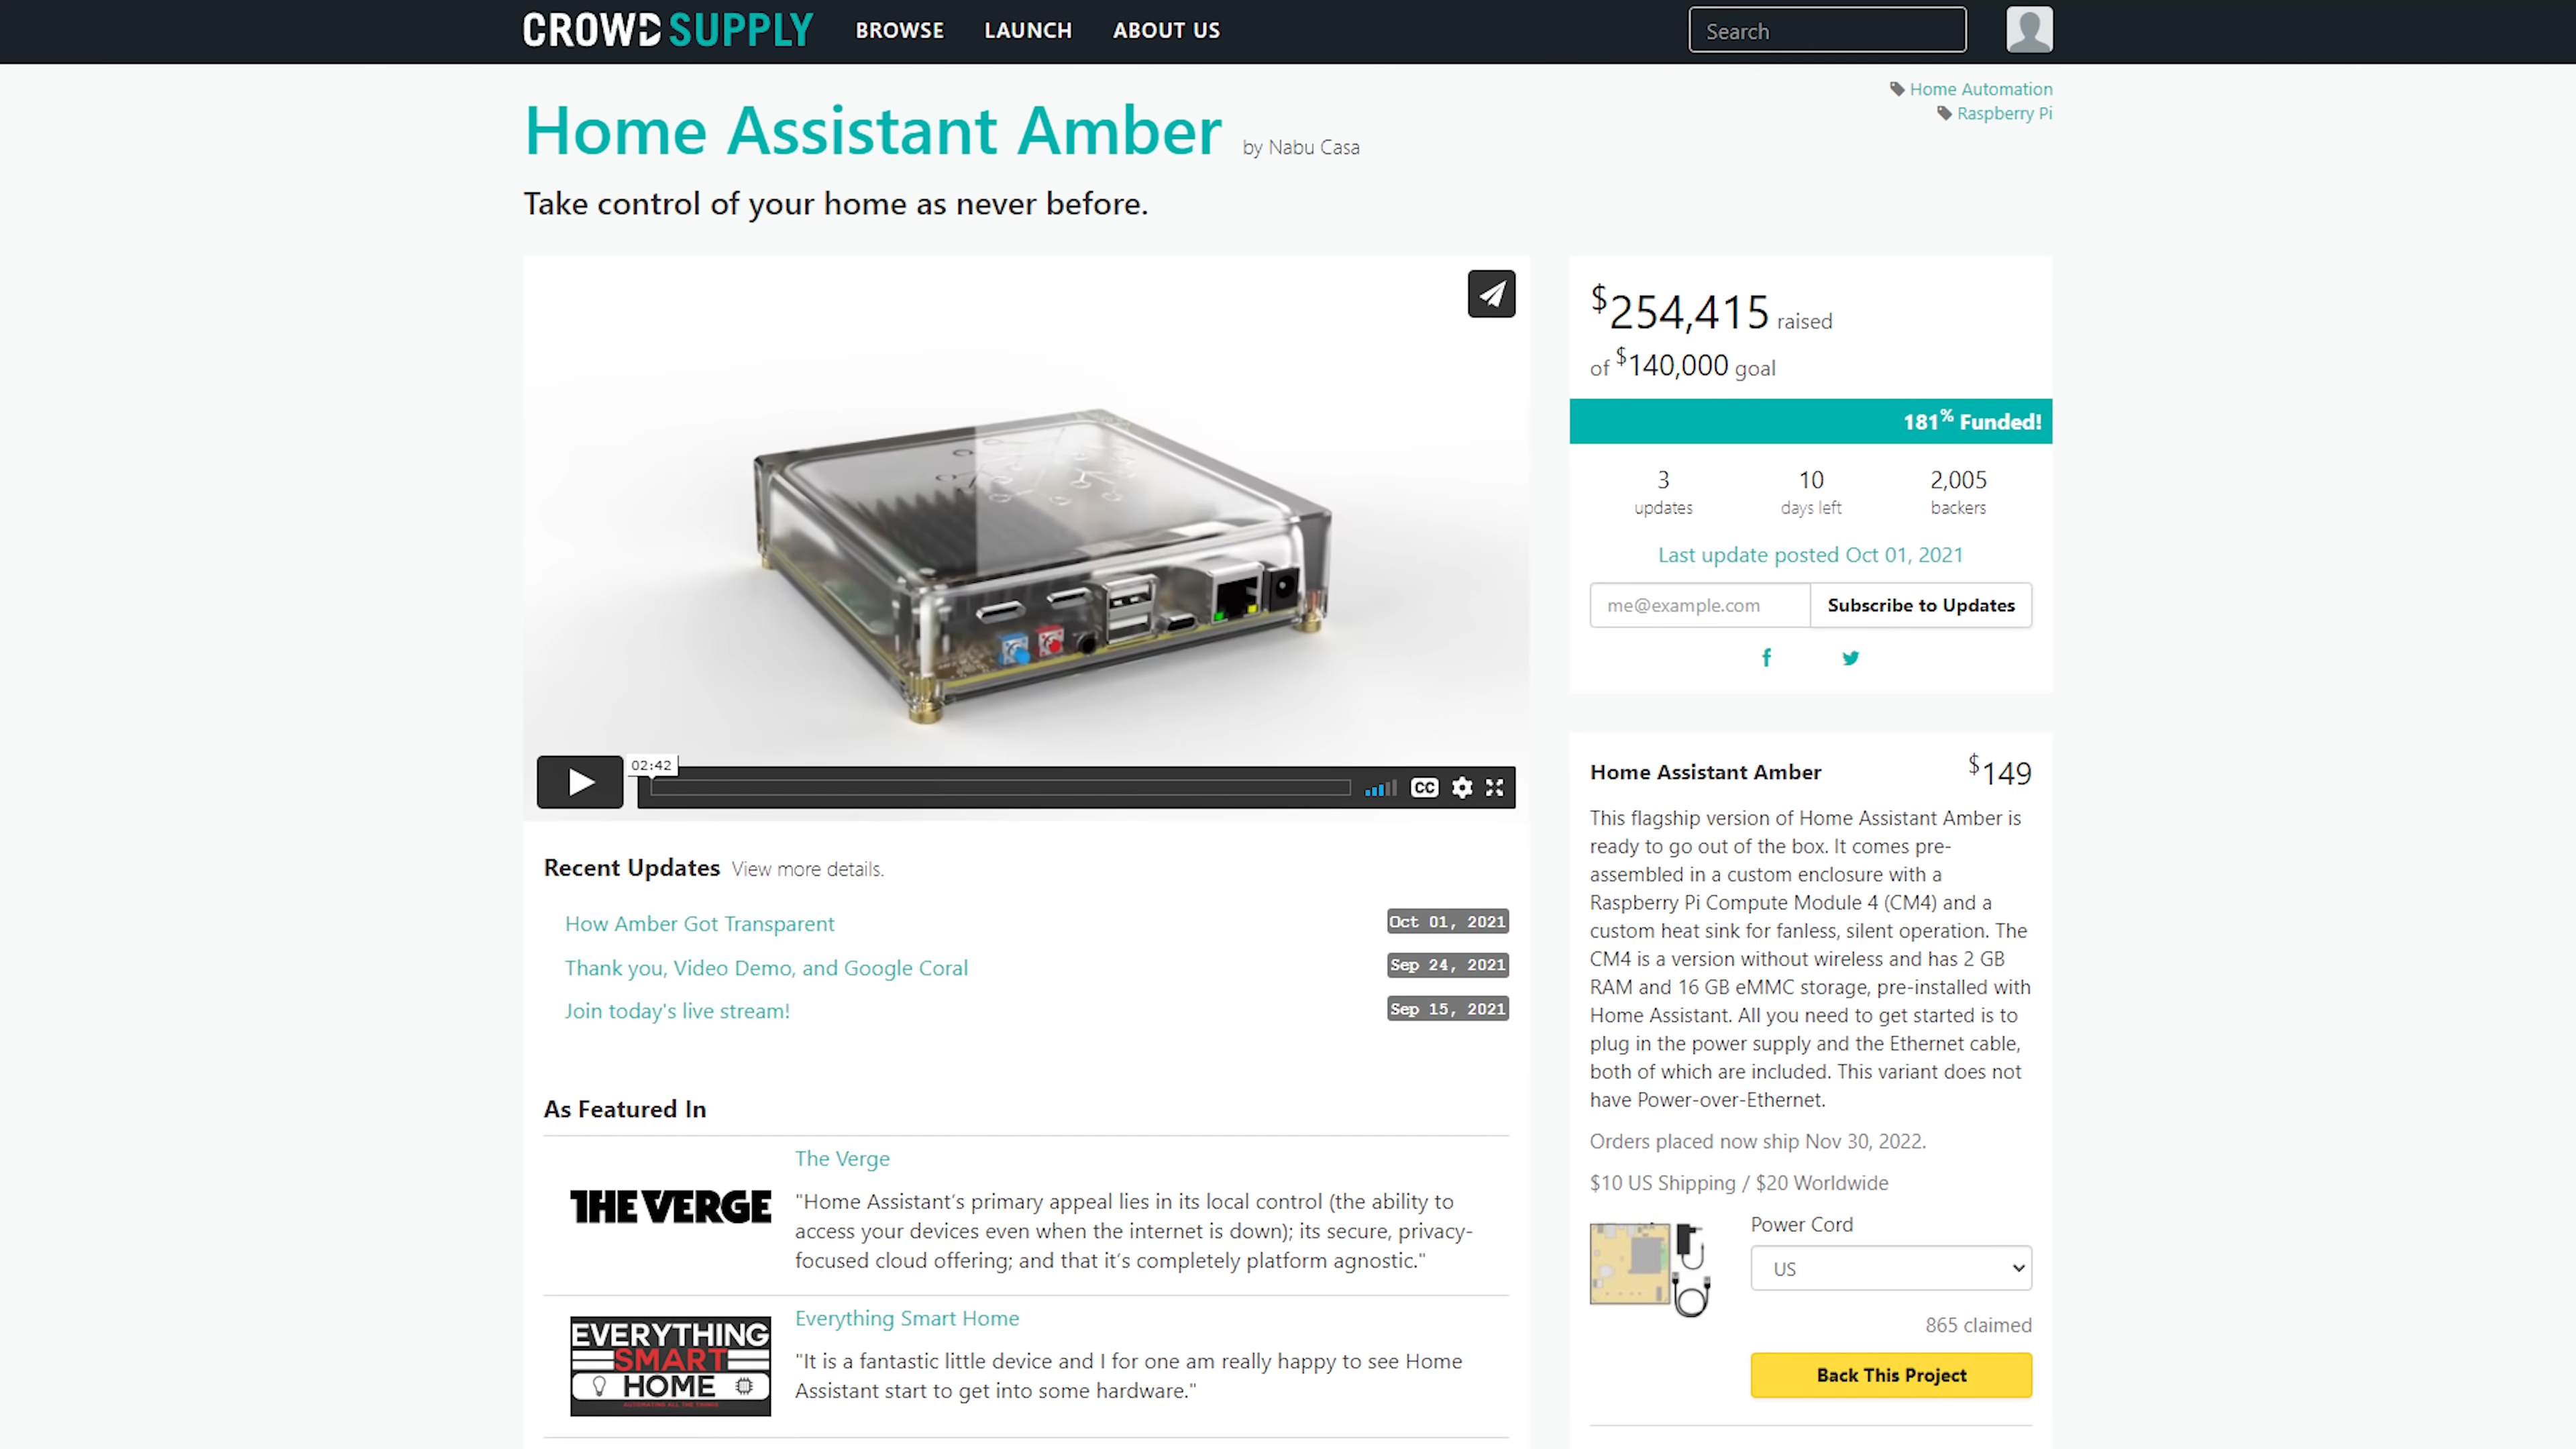 CROWD SUPPLY
BROWSE
LAUNCH
ABOUT US
Search
Home Automation
Raspberry Pi
Home Assistant Amber by Nabu Casa
Take control of your home as never before.
$254,415 raised
of $140,000 goal
181% Funded!
3
updates
10
days left
2,005
backers
Last update posted Oct 01, 2021
me@example.com
Subscribe to Updates
02:42
CC
Recent Updates View more details.
How Amber Got Transparent
Oct 01, 2021
Thank you, Video Demo, and Google Coral
Sep 24, 2021
Join today's live stream!
Sep 15, 2021
As Featured In
THE VERGE
The Verge
"Home Assistant's primary appeal lies in its local control (the ability to
access your devices even when the internet is down); its secure, privacy-
focused cloud offering; and that it's completely platform agnostic."
EVERYTHING
SMART
HOME
AUTOMATING ALL THE THINGS
Everything Smart Home
"It is a fantastic little device and I for one am really happy to see Home
Assistant start to get into some hardware."
Home Assistant Amber
$149
This flagship version of Home Assistant Amber is
ready to go out of the box. It comes pre-
assembled in a custom enclosure with a
Raspberry Pi Compute Module 4 (CM4) and a
custom heat sink for fanless, silent operation. The
CM4 is a version without wireless and has 2 GB
RAM and 16 GB eMMC storage, pre-installed with
Home Assistant. All you need to get started is to
plug in the power supply and the Ethernet cable,
both of which are included. This variant does not
have Power-over-Ethernet.
Orders placed now ship Nov 30, 2022.
$10 US Shipping / $20 Worldwide
Power Cord
US
865 claimed
Back This Project